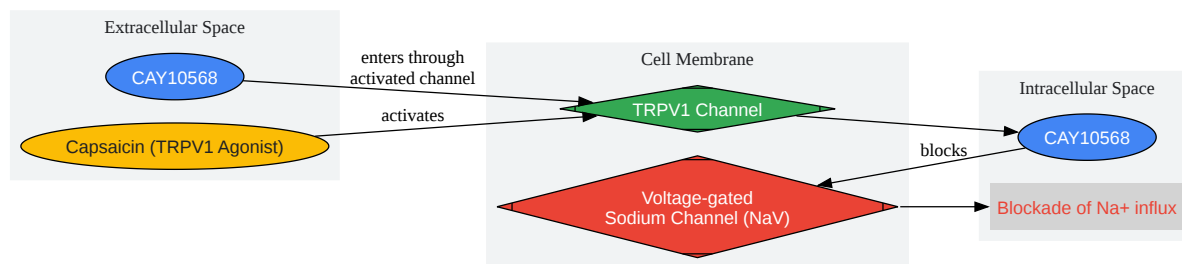 Extracellular Space
CAY10568
Capsaicin (TRPV1 Agonist)
enters through
activated channel
activates
Cell Membrane
TRPV1 Channel
Voltage-gated
Sodium Channel (NaV)
Intracellular Space
CAY10568
blocks
Blockade of Na+ influx